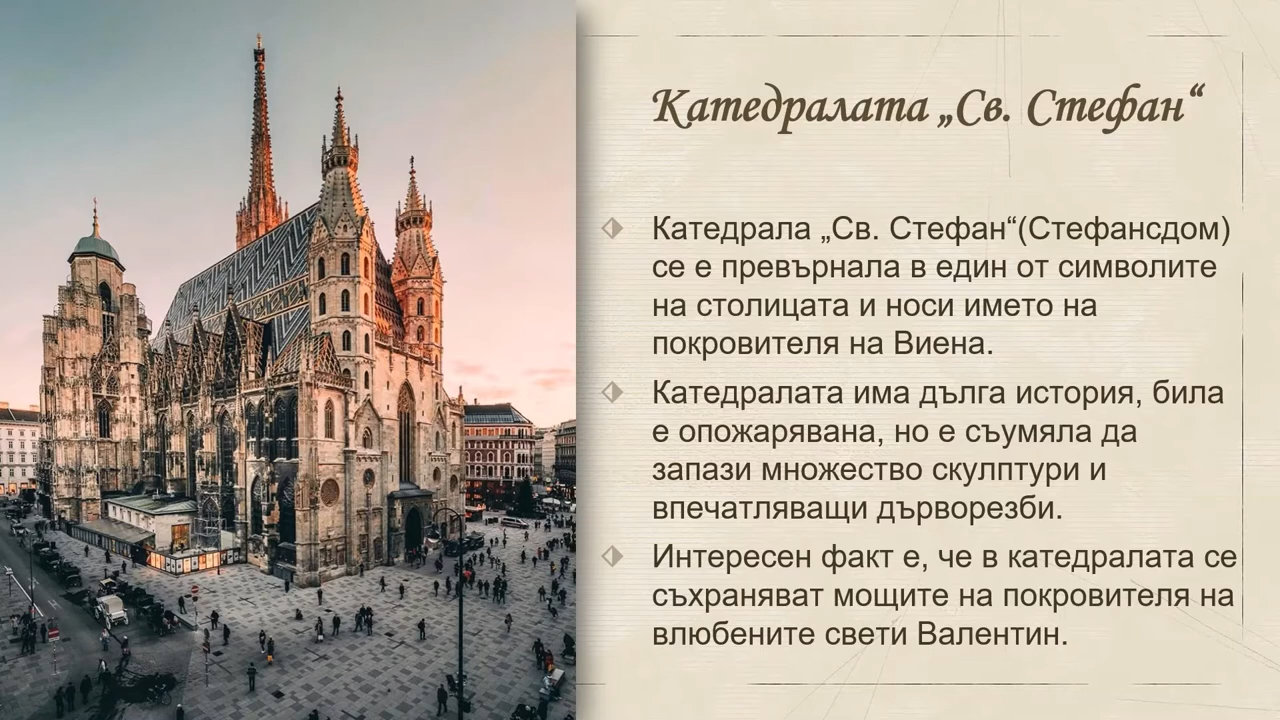 Катедралата „Св. Стефан“
Катедрала „Св. Стефан“(Стефансдом)
се е превърнала в един от символите
на столицата и носи името на
покровителя на Виена.
Катедралата има дълга история, била
е опожарявана, но е съумяла да
запази множество скулптури и
впечатляващи дърворезби.
Интересен факт е, че в катедралата се
съхраняват мощите на покровителя на
влюбените свети Валентин.